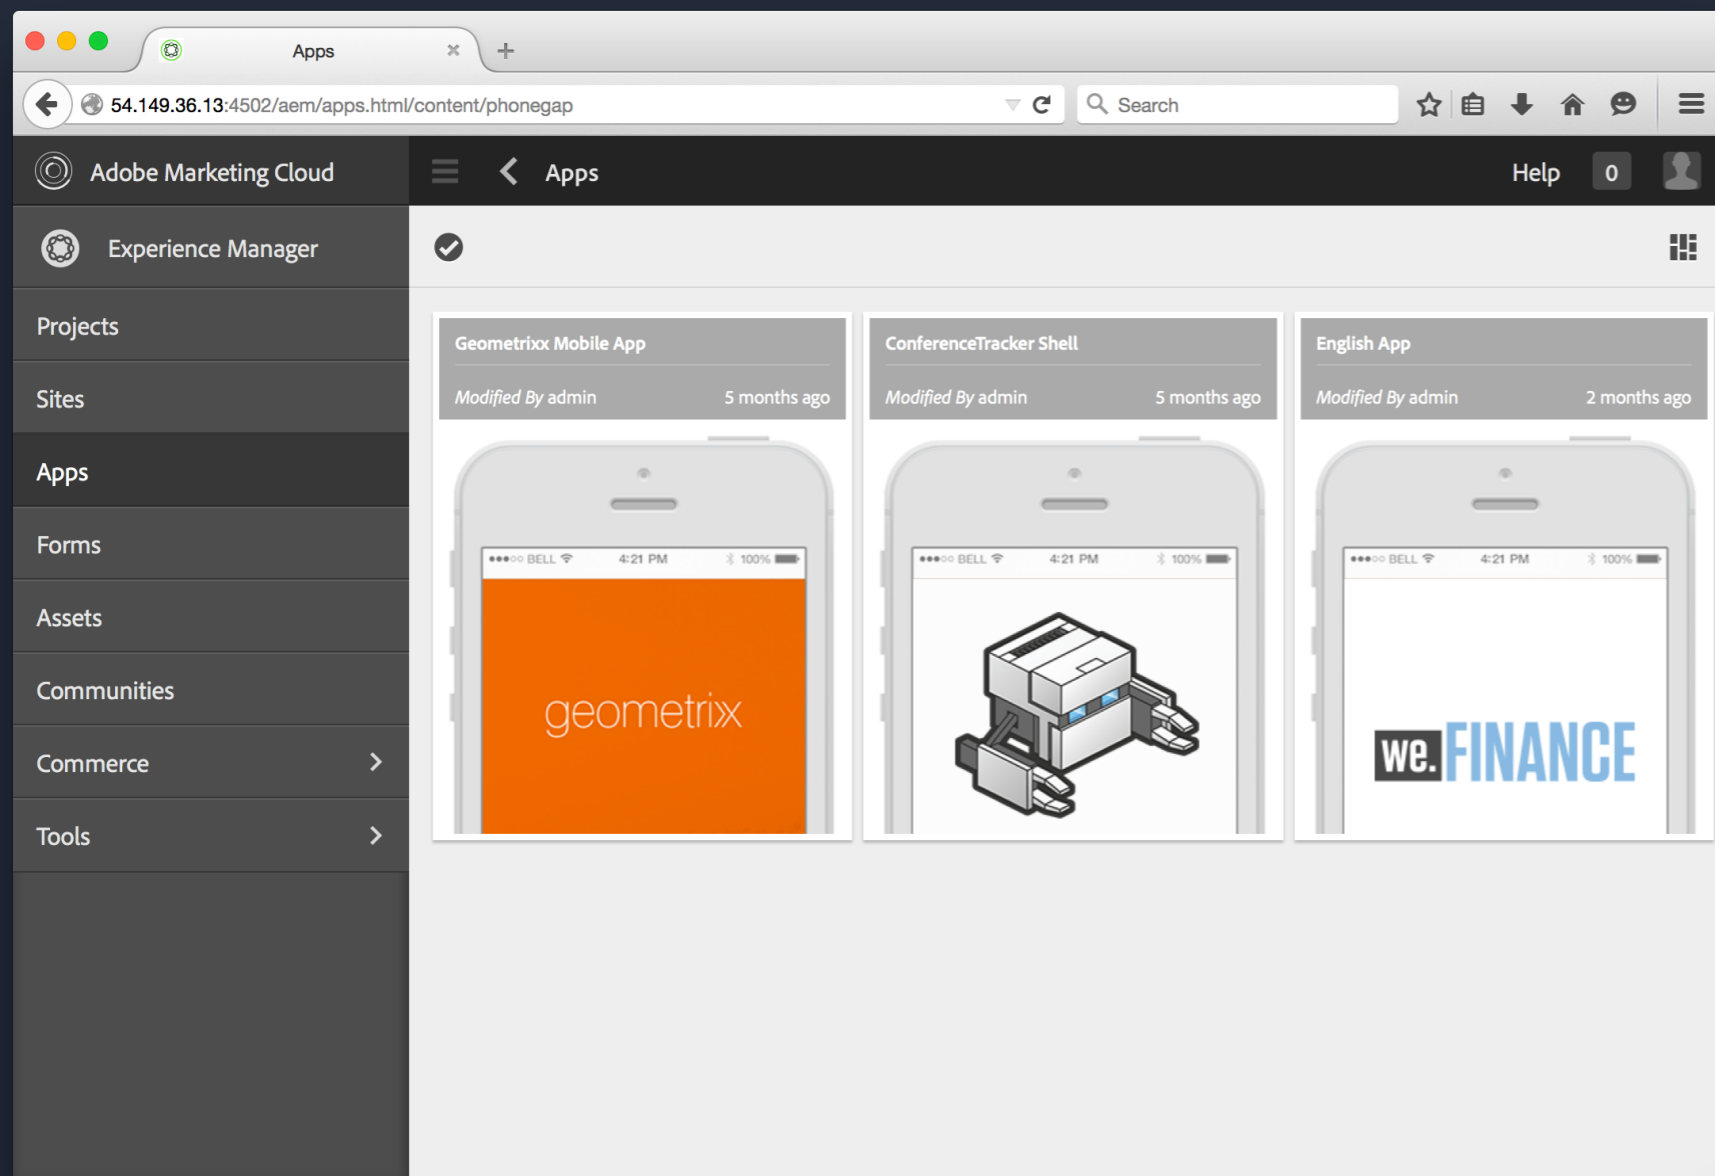 Apps
54.149.36.13:4502/aem/apps.html/content/phonegap
Search
Adobe Marketing Cloud
Apps
Help
0
Experience Manager
Projects
Sites
Apps
Forms
Assets
Communities
Commerce
Tools
Geometrixx Mobile App
Modified By admin
5 months ago
BELL
4:21 PM
100%
geometrixx
ConferenceTracker Shell
Modified By admin
5 months ago
BELL
4:21 PM
100%
English App
Modified By admin
2 months ago
BELL
4:21 PM
100%
we.FINANCE